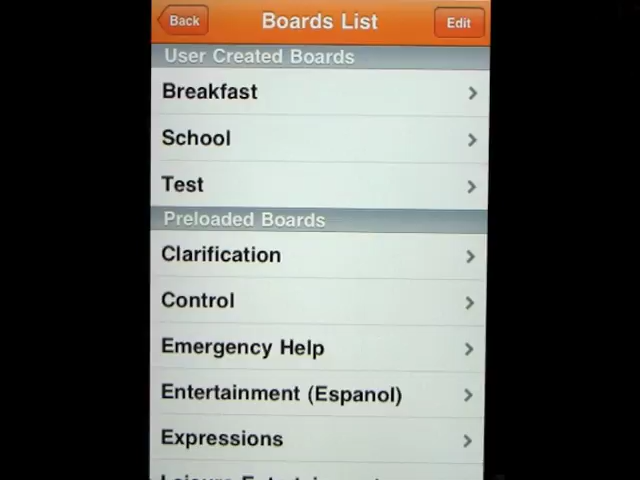 Back
Boards List
Edit
User Created Boards
Breakfast
School
Test
Preloaded Boards
Clarification
Control
Emergency Help
Entertainment (Espanol)
Expressions